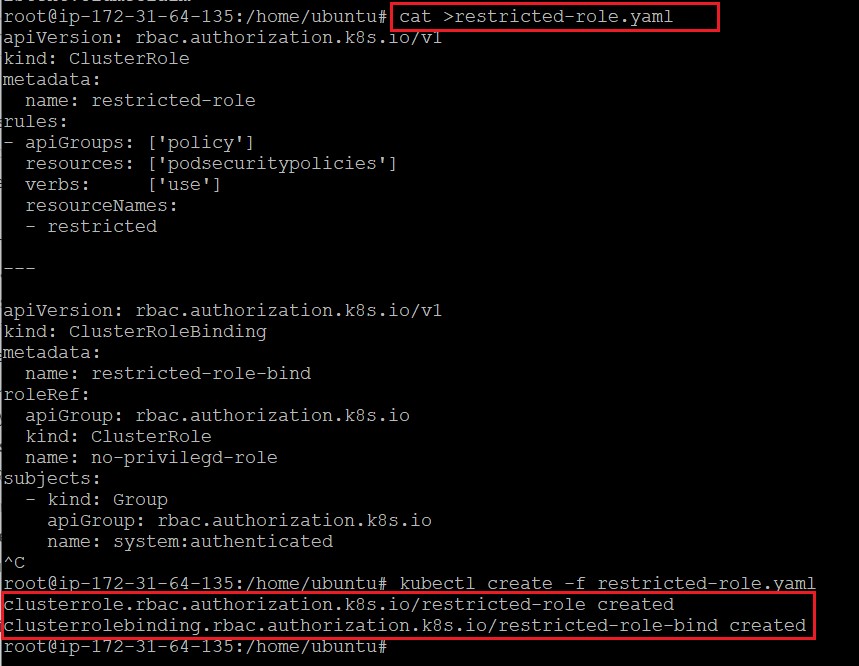 root@ip-172-31-64-135:/home/ubuntu# cat >restricted-role.yaml
apiVersion: rbac.authorization.k8s.io/v1
kind: ClusterRole
metadata:
  name: restricted-role
rules:
- apiGroups: ['policy']
  resources: ['podsecuritypolicies']
  verbs:     ['use']
  resourceNames:
  - restricted
---
apiVersion: rbac.authorization.k8s.io/v1
kind: ClusterRoleBinding
metadata:
  name: restricted-role-bind
roleRef:
  apiGroup: rbac.authorization.k8s.io
  kind: ClusterRole
  name: no-privilegd-role
subjects:
  - kind: Group
    apiGroup: rbac.authorization.k8s.io
    name: system:authenticated
^C
root@ip-172-31-64-135:/home/ubuntu# kubectl create -f restricted-role.yaml
clusterrole.rbac.authorization.k8s.io/restricted-role created
clusterrolebinding.rbac.authorization.k8s.io/restricted-role-bind created
root@ip-172-31-64-135:/home/ubuntu#